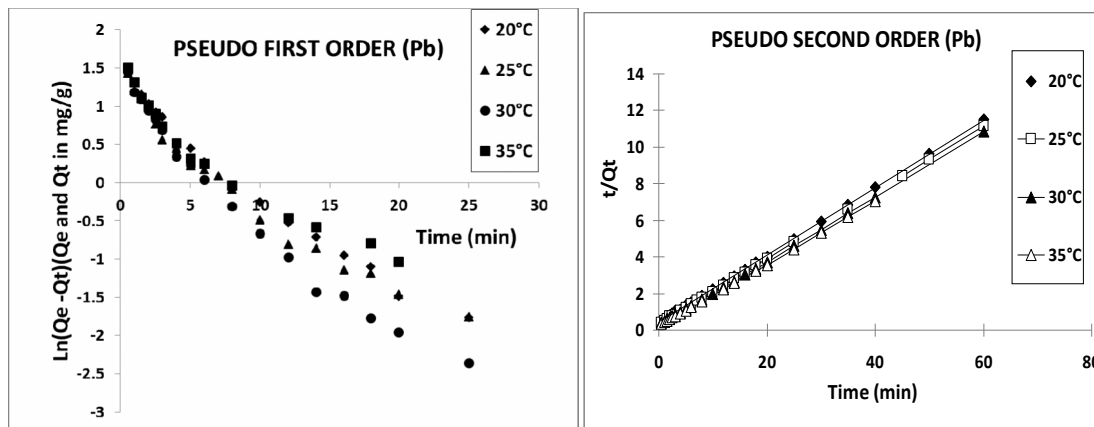 PSEUDO FIRST ORDER (Pb)
Ln(Qe -Qt)(Qe and Qt in mg/g)
2
1.5
1
0.5
0
-0.5
-1
-1.5
-2
-2.5
-3
0
5
10
15
20
25
30
Time (min)
20°C
25°C
30°C
35°C
PSEUDO SECOND ORDER (Pb)
t/Qt
14
12
10
8
6
4
2
0
0
20
40
60
80
Time (min)
20°C
25°C
30°C
35°C